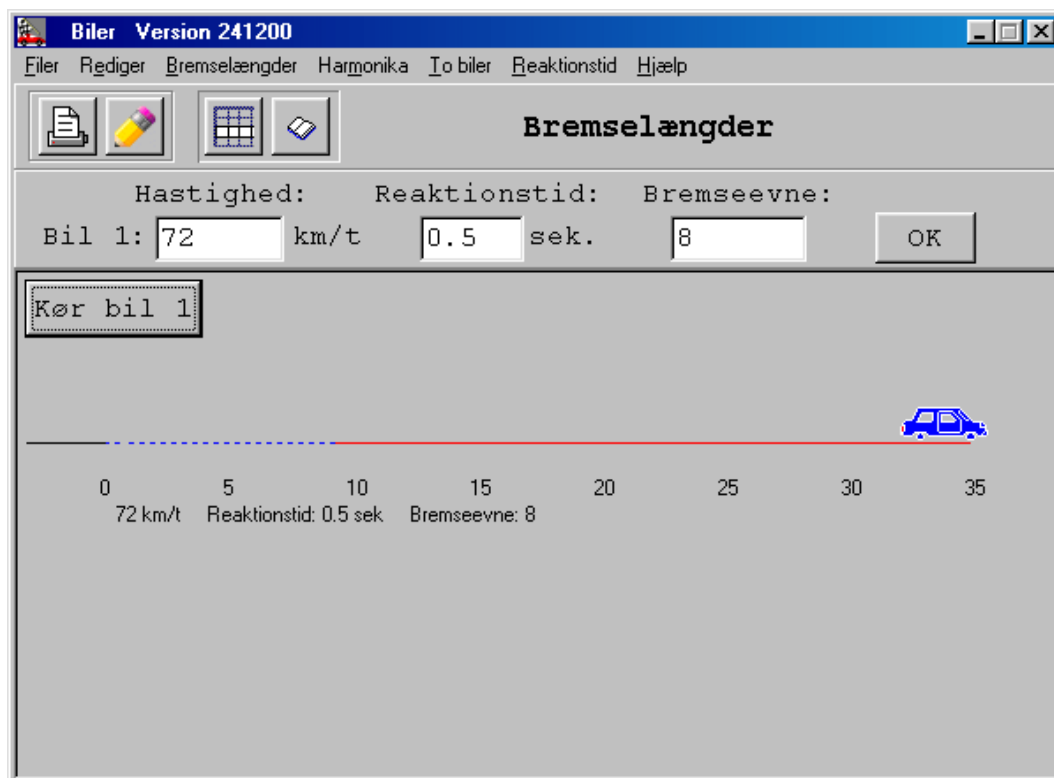 Biler Version 241200
Filer Rediger Bremselængder Harmonika To biler Reaktionstid Hjælp
Bremselængder
Hastighed: Reaktionstid: Bremseevne:
Bil 1: 72 km/t 0.5 sek. 8 OK
Kør bil 1
0 5 10 15 20 25 30 35
72 km/t Reaktionstid: 0.5 sek Bremseevne: 8